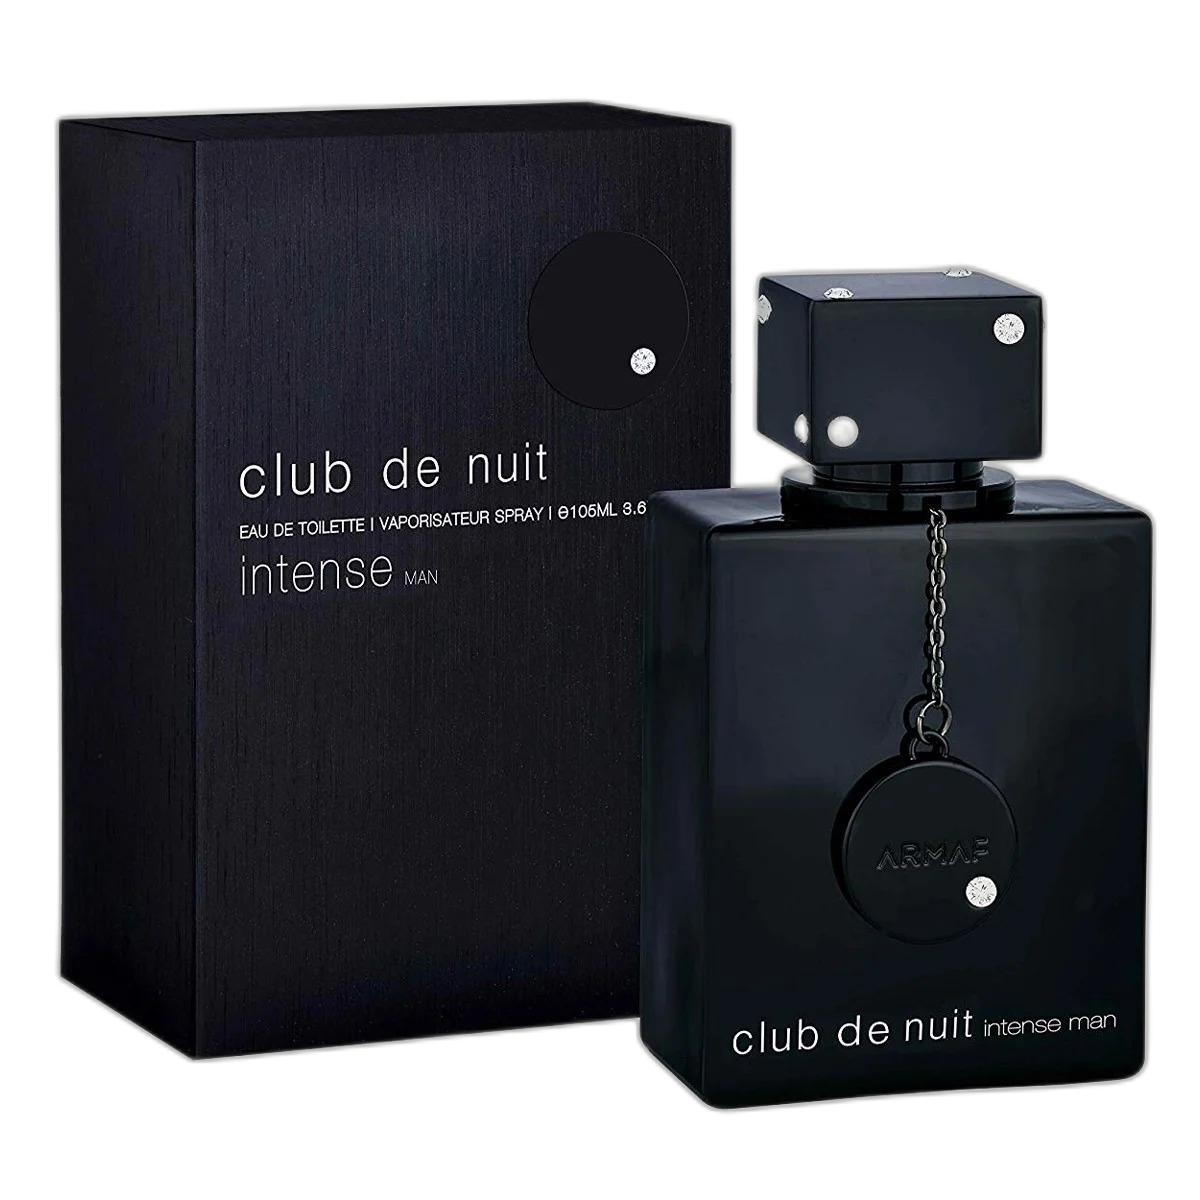 club de nuit
EAU DE TOILETTE | VAPORISATEUR SPRAY | ℮105ML 3.6
intense MAN
ARMAF
club de nuit intense man